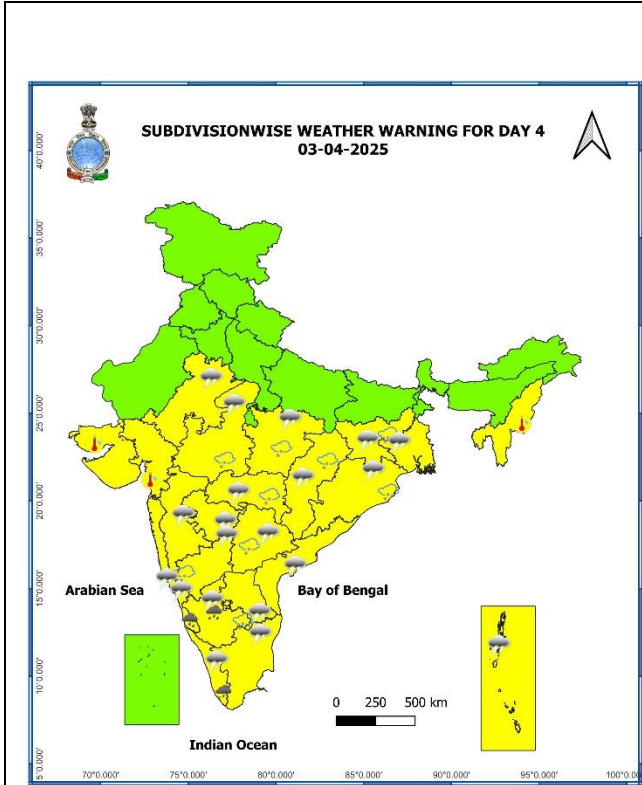 SUBDIVISIONWISE WEATHER WARNING FOR DAY 4
03-04-2025
40°0.000'
35°0.000'
30°0.000'
25°0.000'
20°0.000'
15°0.000'
10°0.000'
5°0.000'
Arabian Sea
Bay of Bengal
0 250 500 km
Indian Ocean
70°0.000' 75°0.000' 80°0.000' 85°0.000' 90°0.000' 95°0.000' 100°0.000'